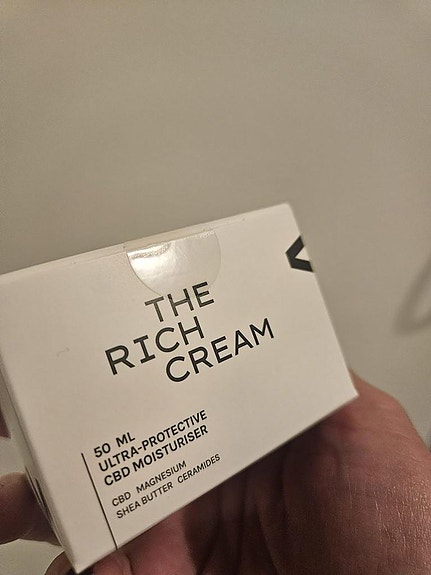 THE
RICH
CREAM
50 ML
ULTRA-PROTECTIVE
CBD MOISTURISER
CBD MAGNESIUM
SHEA BUTTER CERAMIDES